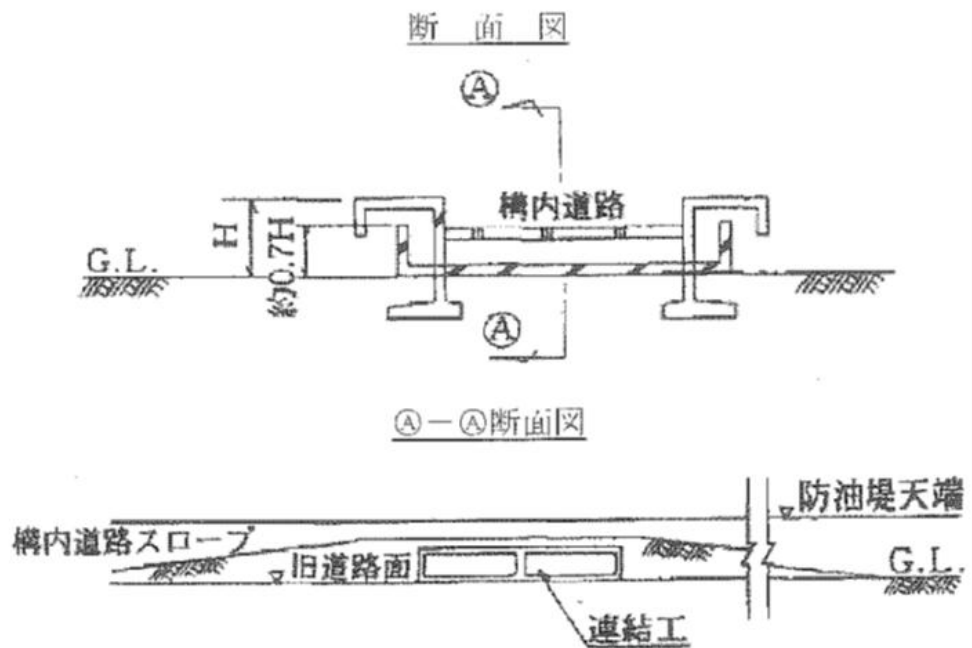 断 面 図
Ⓐ
構内道路
H
G.L.
約0.7H
Ⓐ
Ⓐ－Ⓐ断面図
防油堤天端
構内道路スロープ
旧道路面
G.L.
連結工